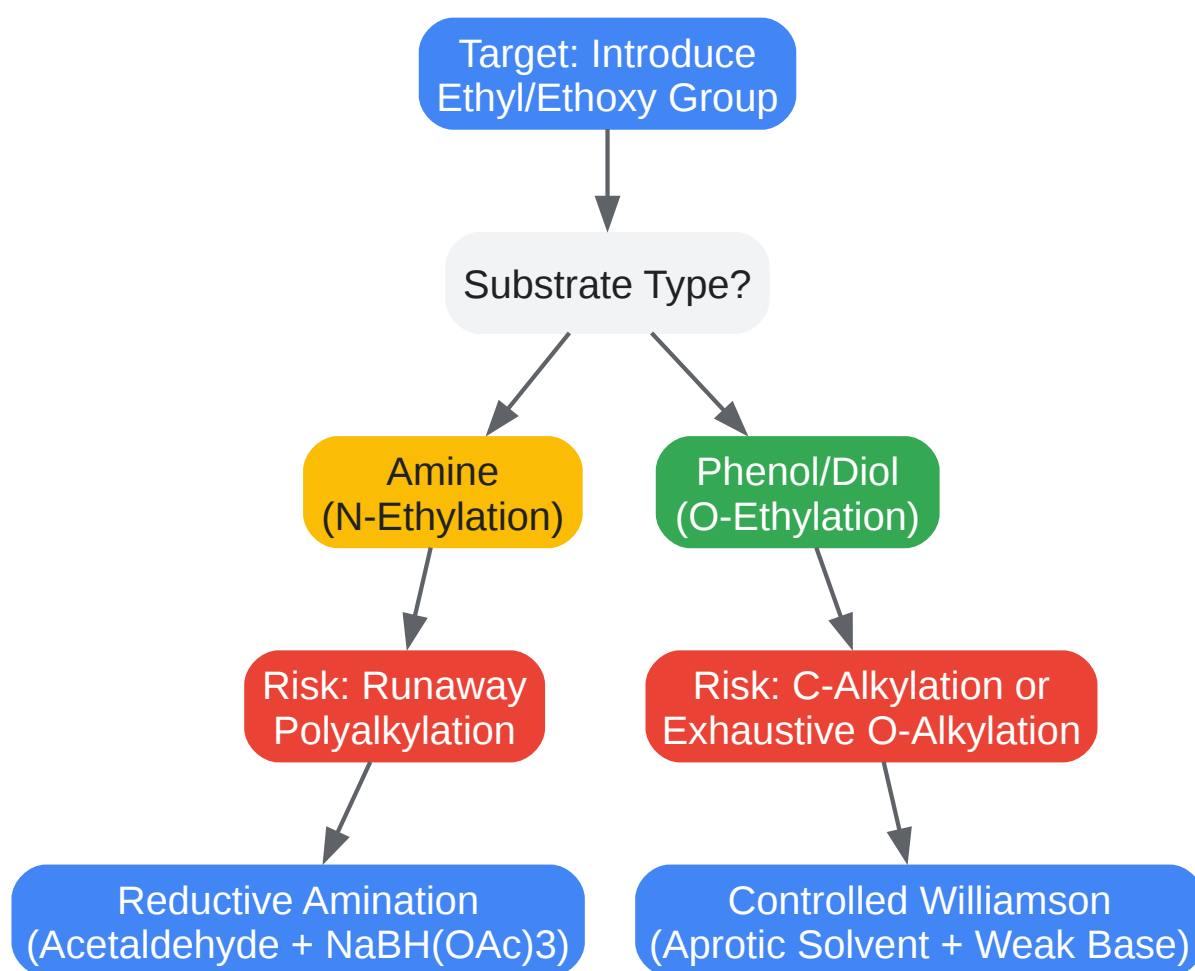 Target: Introduce
Ethyl/Ethoxy Group
Substrate Type?
Amine
(N-Ethylation)
Phenol/Diol
(O-Ethylation)
Risk: Runaway
Polyalkylation
Risk: C-Alkylation or
Exhaustive O-Alkylation
Reductive Amination
(Acetaldehyde + NaBH(OAc)3)
Controlled Williamson
(Aprotic Solvent + Weak Base)